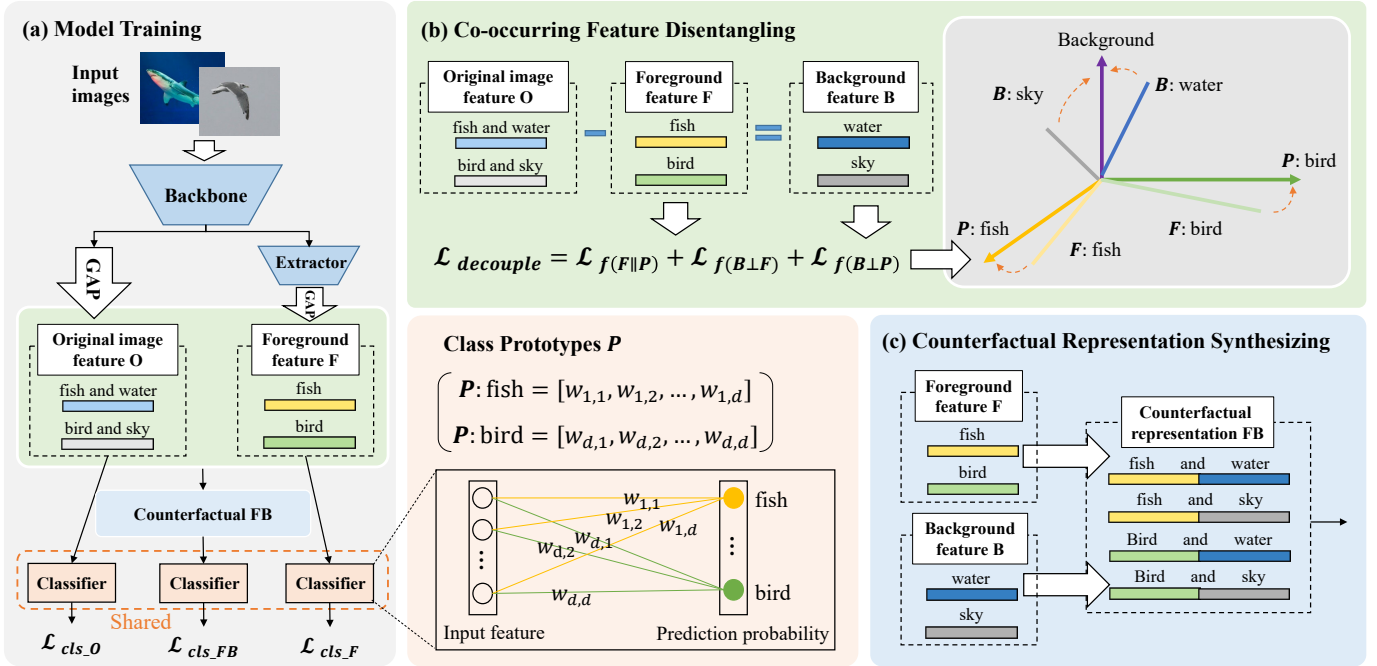 (a) Model Training
Input
images
Backbone
GAP
Extractor
GAP
Original image
feature O
fish and water
bird and sky
Foreground
feature F
fish
bird
Counterfactual FB
Classifier
Classifier
Classifier
Shared
ℒ cls_O
ℒ cls_FB
ℒ cls_F
(b) Co-occurring Feature Disentangling
Original image
feature O
fish and water
bird and sky
Foreground
feature F
fish
bird
Background
feature B
water
sky
ℒ decouple = ℒ f(F∥P) + ℒ f(B⊥F) + ℒ f(B⊥P)
Background
B: sky
B: water
P: bird
F: bird
P: fish
F: fish
Class Prototypes P
P: fish = [w1,1, w1,2, … , w1,d]
P: bird = [wd,1, wd,2, … , wd,d]
w1,1
w1,2
w1,d
wd,1
wd,2
wd,d
fish
bird
Input feature
Prediction probability
(c) Counterfactual Representation Synthesizing
Foreground
feature F
fish
bird
Background
feature B
water
sky
Counterfactual
representation FB
fish and water
fish and sky
Bird and water
Bird and sky